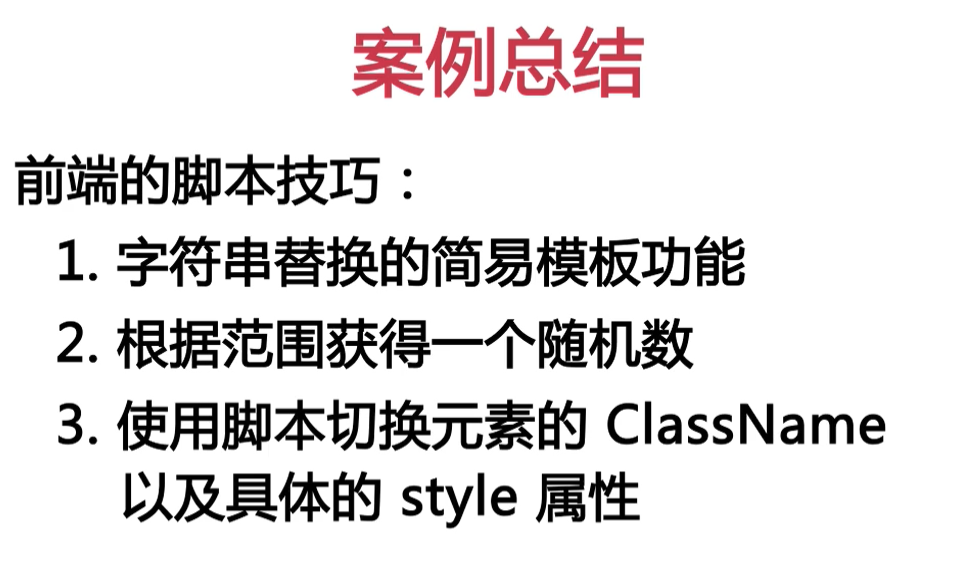 案例总结
前端的脚本技巧：
1. 字符串替换的简易模板功能
2. 根据范围获得一个随机数
3. 使用脚本切换元素的 ClassName
以及具体的 style 属性